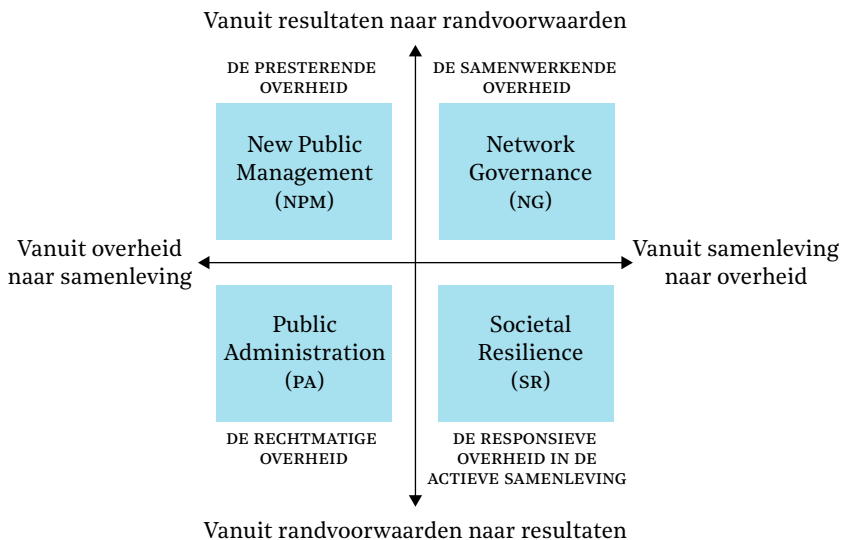 Vanuit resultaten naar randvoorwaarden
DE PRESTERENDE
OVERHEID
DE SAMENWERKENDE
OVERHEID
New Public
Management
(NPM)
Network
Governance
(NG)
Vanuit overheid
naar samenleving
Vanuit samenleving
naar overheid
Public
Administration
(PA)
Societal
Resilience
(SR)
DE RECHTMATIGE
OVERHEID
DE RESPONSIEVE
OVERHEID IN DE
ACTIEVE SAMENLEVING
Vanuit randvoorwaarden naar resultaten